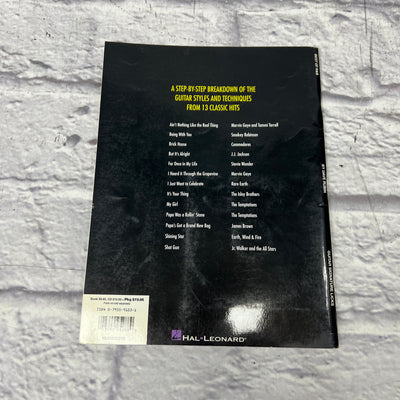 A STEP-BY-STEP BREAKDOWN OF THE
GUITAR STYLES AND TECHNIQUES
FROM 13 CLASSIC HITS
Ain't Nothing Like the Real Thing Marvin Gaye and Tammi Terrell
Being With You Smokey Robinson
Brick House Commodores
But It's Alright J.J. Jackson
For Once in My Life Stevie Wonder
I Heard It Through the Grapevine Marvin Gaye
I Just Want to Celebrate Rare Earth
It's Your Thing The Isley Brothers
My Girl The Temptations
Papa Was a Rollin' Stone The Temptations
Papa's Got a Brand New Bag James Brown
Shining Star Earth, Wind & Fire
Shot Gun Jr. Walker and the All Stars
HAL•LEONARD®
GUITAR SIGNATURE LICKS